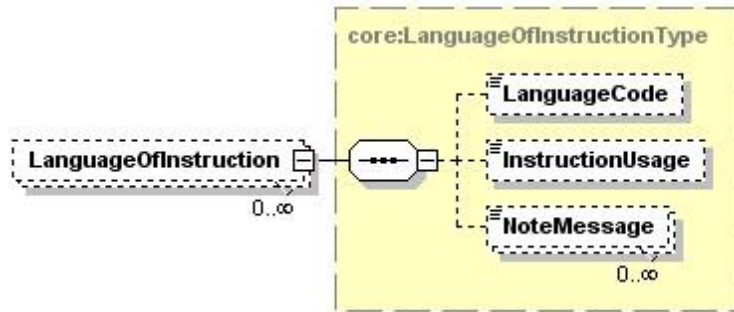 core:LanguageOfInstructionType
LanguageCode
LanguageOfInstruction
InstructionUsage
0..∞
NoteMessage
0..∞